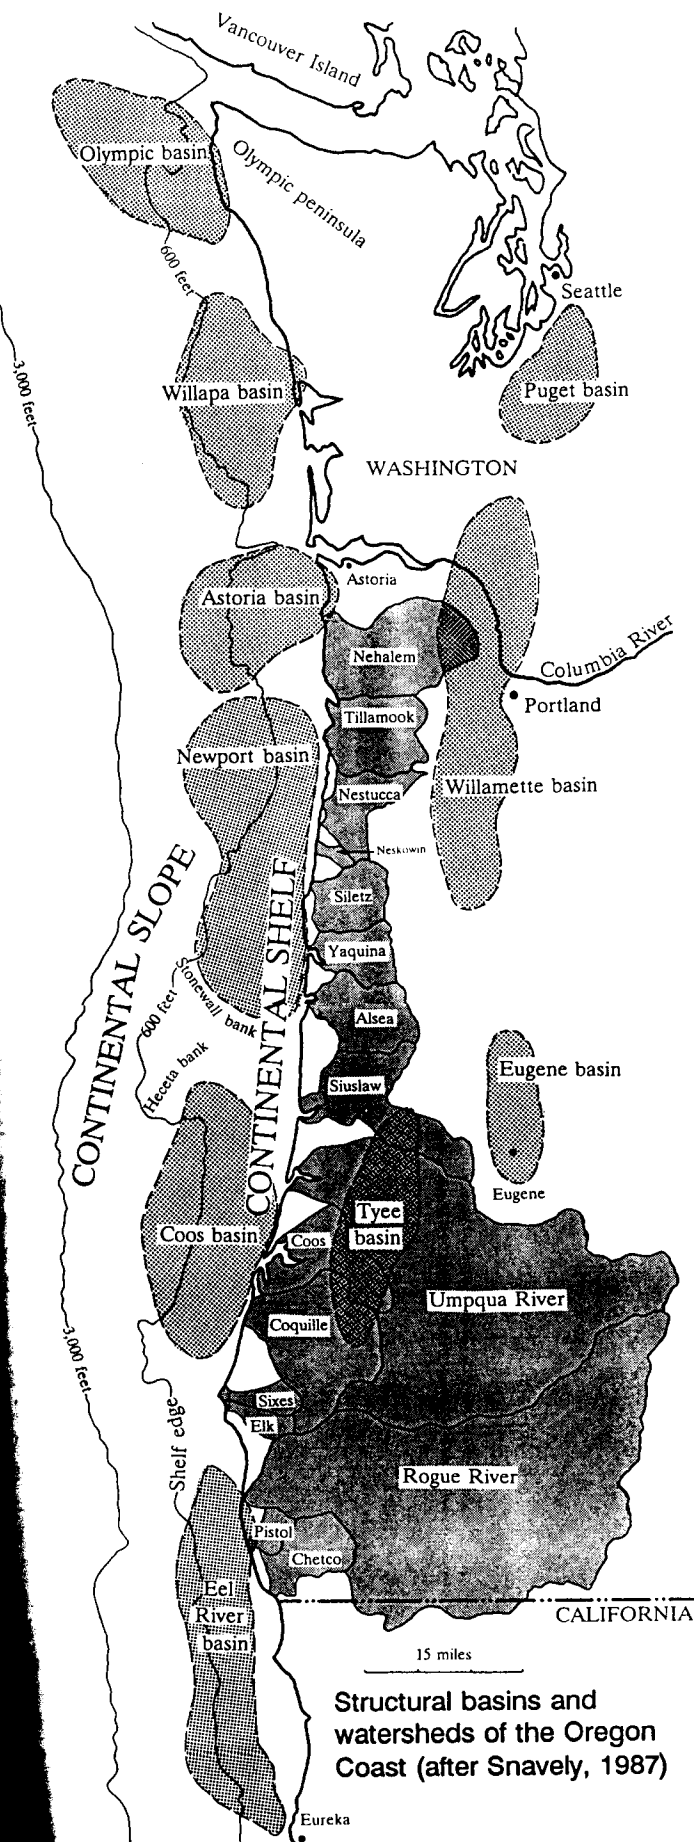 Vancouver Island
Olympic basin
Olympic peninsula
600 feet
Seattle
3,000 feet
Willapa basin
Puget basin
WASHINGTON
Astoria
Astoria basin
Nehalem
Columbia River
Portland
Tillamook
Newport basin
Willamette basin
Nestucca
Neskowin
CONTINENTAL SLOPE
CONTINENTAL SHELF
Siletz
Yaquina
Stonewall bank
600 feet
Alsea
Heceta bank
Siuslaw
Eugene basin
Eugene
Tyee
basin
Coos basin
Coos
Umpqua River
Coquille
3,000 feet
Sixes
Shelf edge
Elk
Rogue River
Pistol
Chetco
Eel
River
basin
CALIFORNIA
15 miles
Structural basins and
watersheds of the Oregon
Coast (after Snavely, 1987)
Eureka